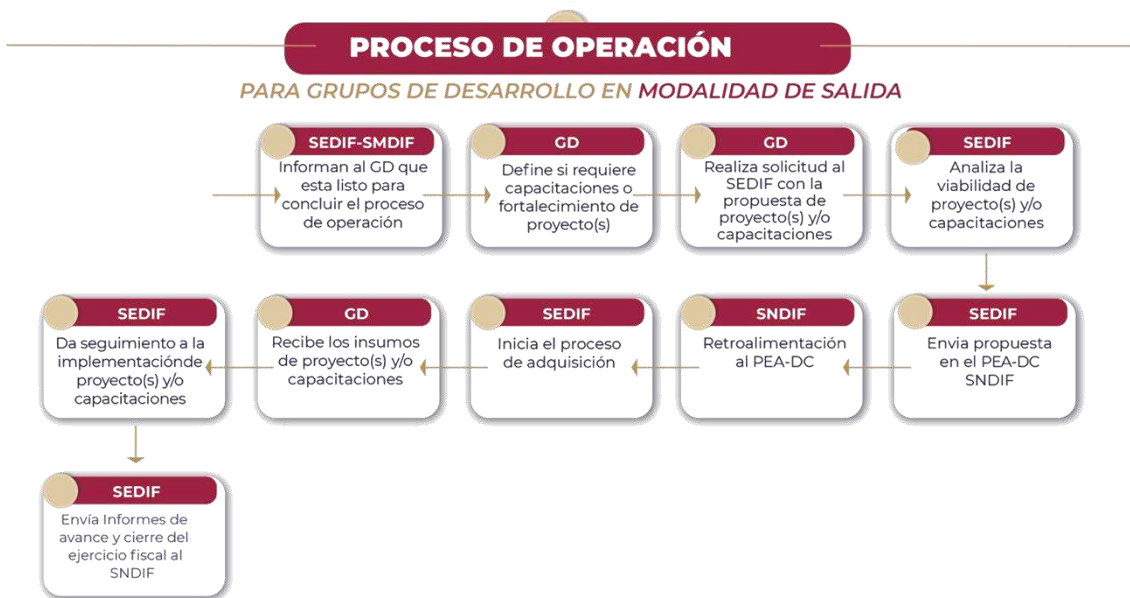 PROCESO DE OPERACIÓN
PARA GRUPOS DE DESARROLLO EN MODALIDAD DE SALIDA
SEDIF-SMDIF
Informan al GD que
esta listo para
concluir el proceso
de operación
GD
Define si requiere
capacitaciones o
fortalecimiento de
proyecto(s)
GD
Realiza solicitud al
SEDIF con la
propuesta de
proyecto(s) y/o
capacitaciones
SEDIF
Analiza la
viabilidad de
proyecto(s) y/o
capacitaciones
SEDIF
Envia propuesta
en el PEA-DC
SNDIF
SNDIF
Retroalimentación
al PEA-DC
SEDIF
Inicia el proceso
de adquisición
GD
Recibe los insumos
de proyecto(s) y/o
capacitaciones
SEDIF
Da seguimiento a la
implementaciónde
proyecto(s) y/o
capacitaciones
SEDIF
Envía Informes de
avance y cierre del
ejercicio fiscal al
SNDIF